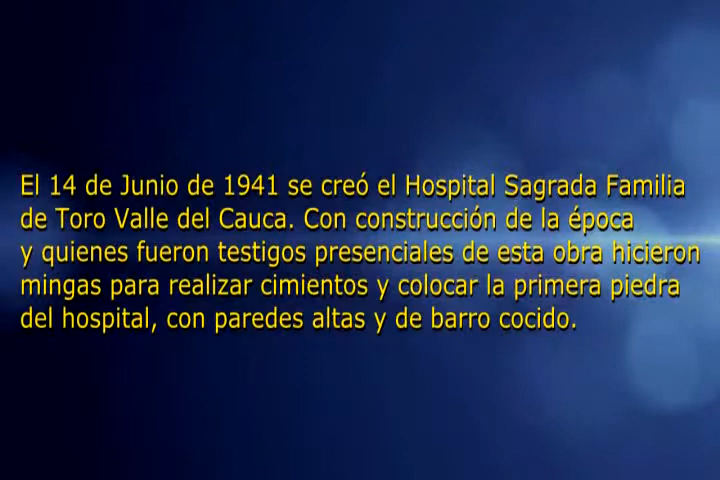 El 14 de Junio de 1941 se creó el Hospital Sagrada Familia
de Toro Valle del Cauca. Con construcción de la época
y quienes fueron testigos presenciales de esta obra hicieron
mingas para realizar cimientos y colocar la primera piedra
del hospital, con paredes altas y de barro cocido.